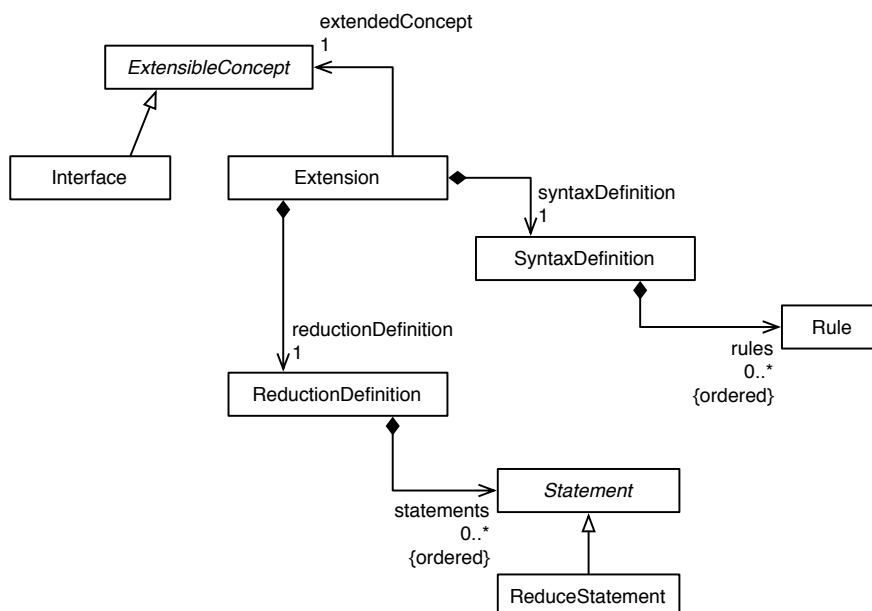 extendedConcept
1
ExtensibleConcept
Interface
Extension
syntaxDefinition
1
SyntaxDefinition
Rule
rules
0..*
{ordered}
reductionDefinition
1
ReductionDefinition
Statement
statements
0..*
{ordered}
ReduceStatement